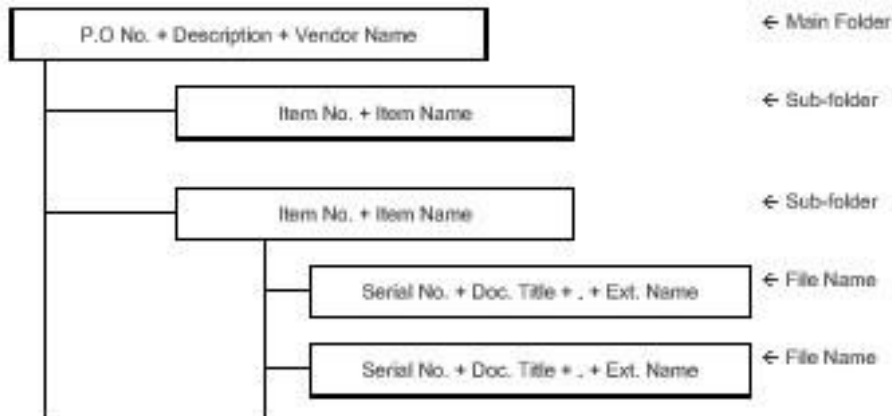 P.O No. + Description + Vendor Name ← Main Folder
Item No. + Item Name ← Sub-folder
Item No. + Item Name ← Sub-folder
Serial No. + Doc. Title + . + Ext. Name ← File Name
Serial No. + Doc. Title + . + Ext. Name ← File Name